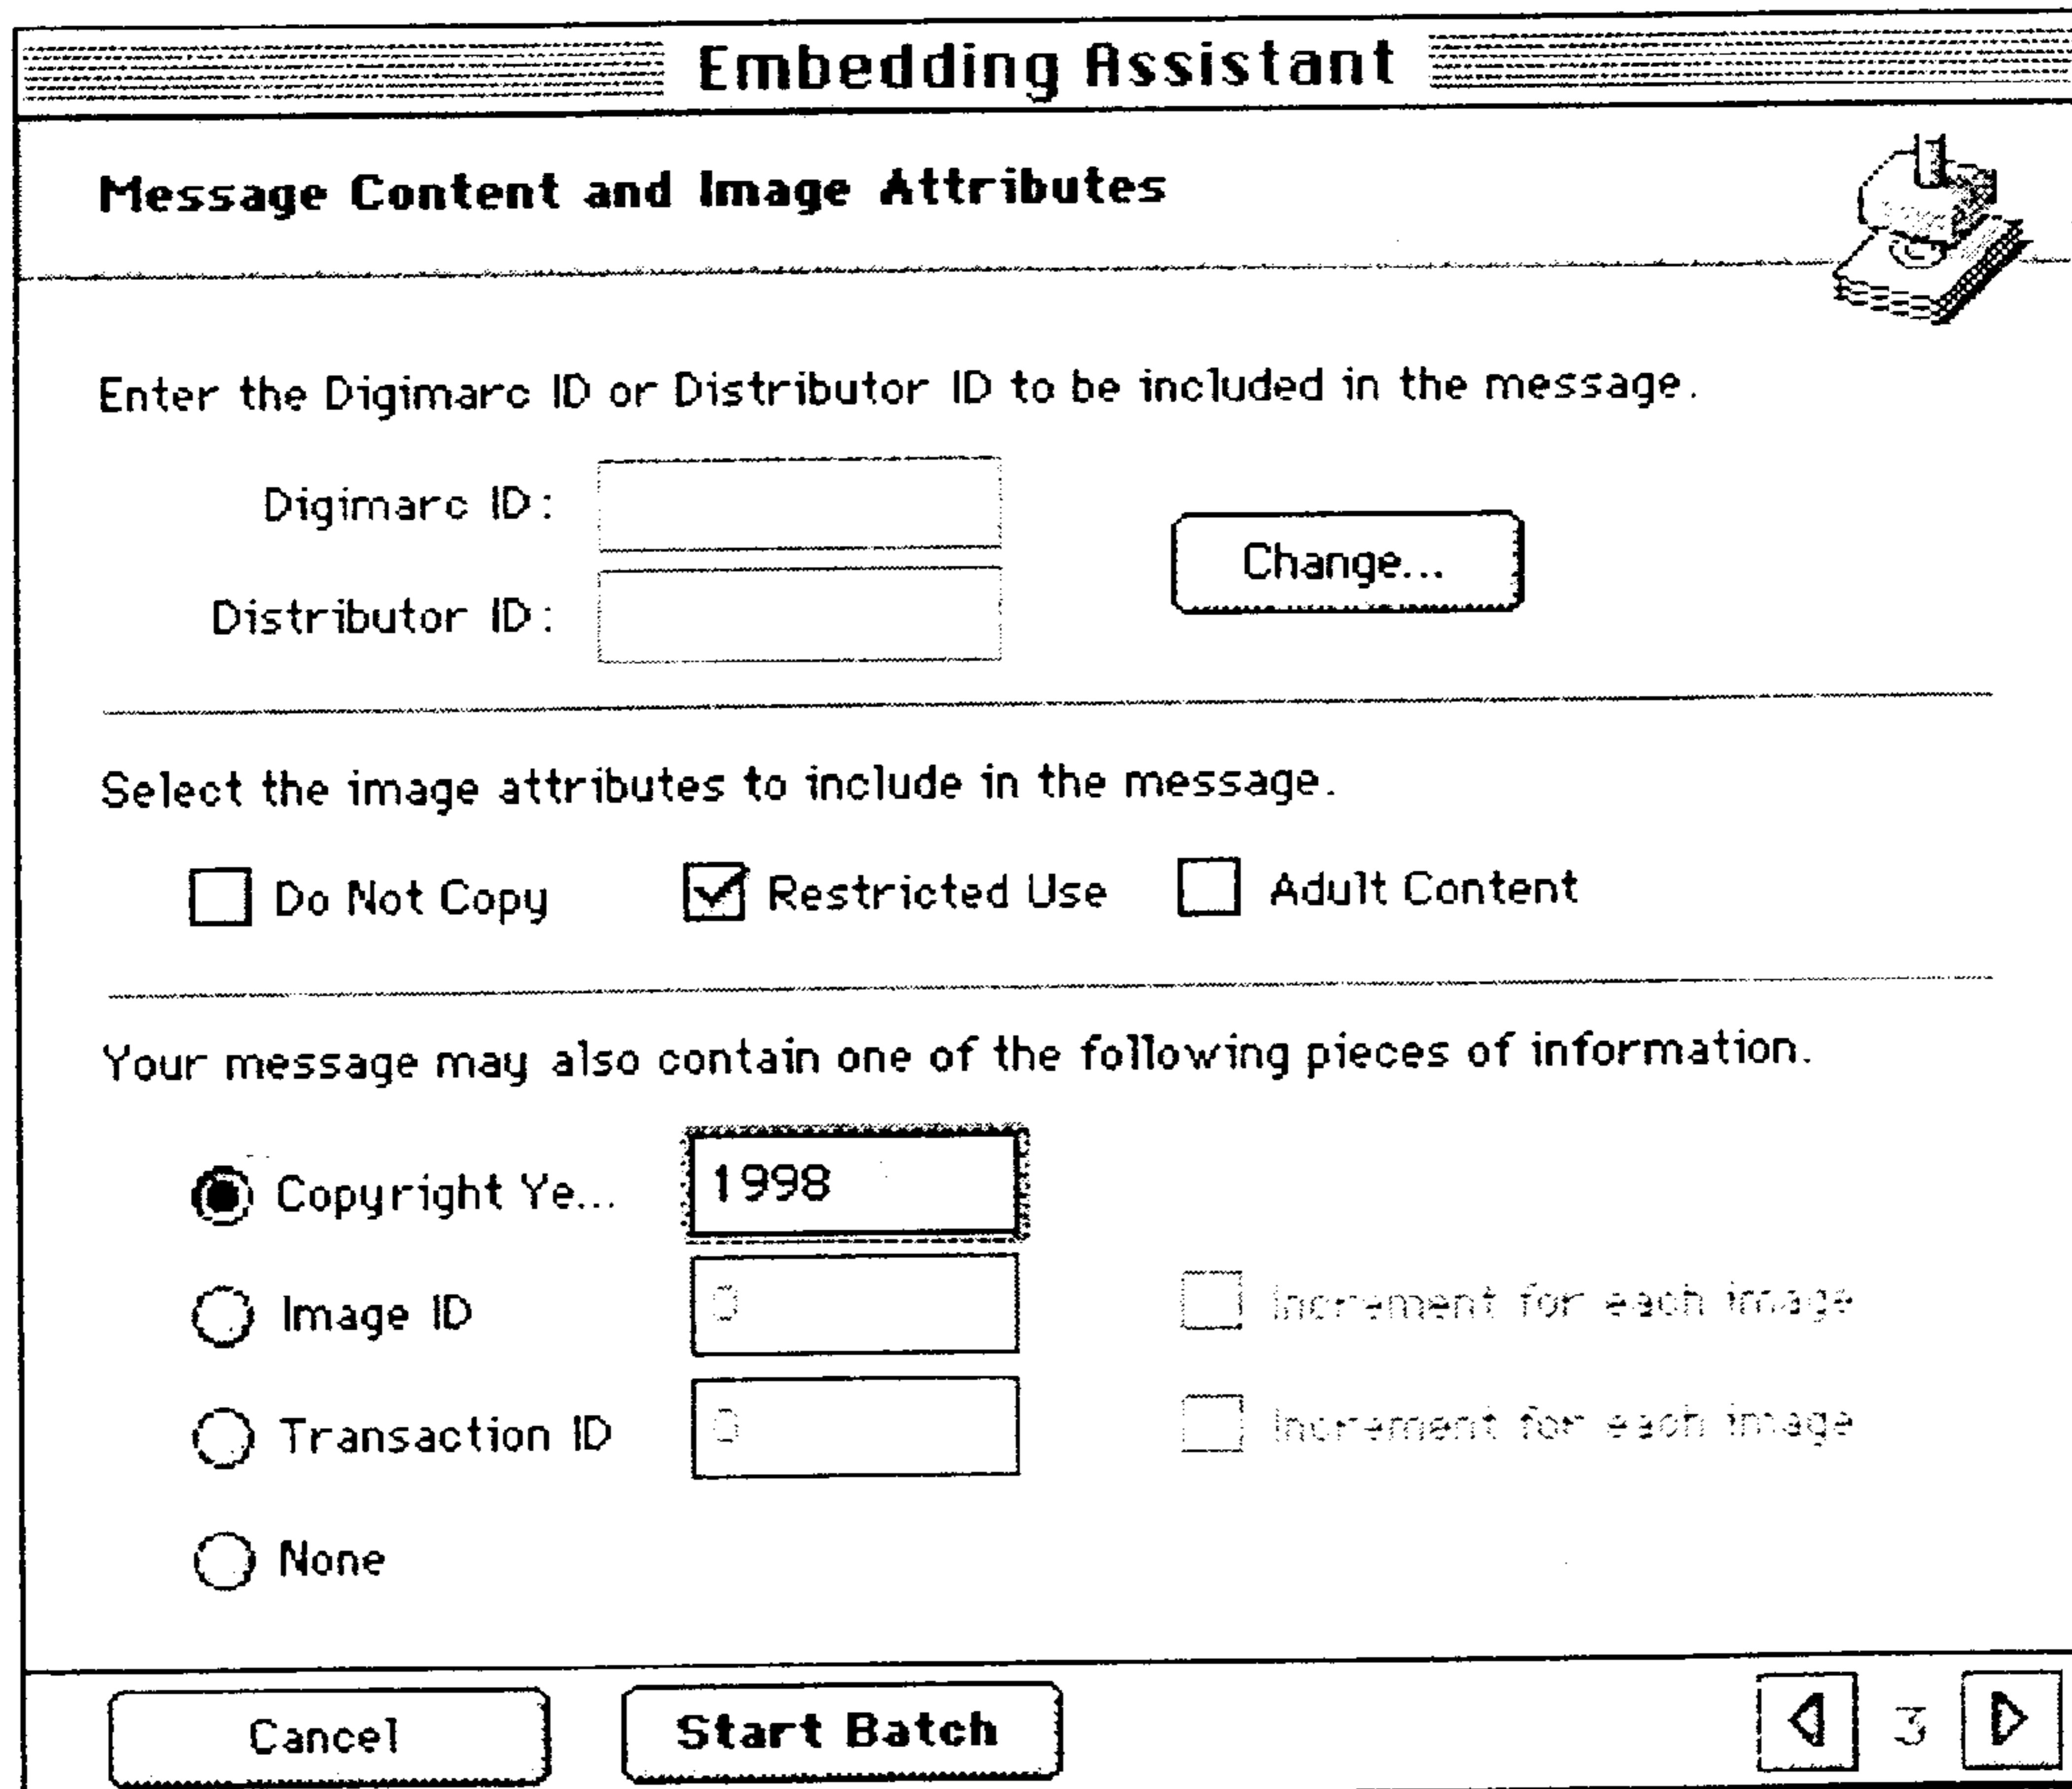 Embedding Assistant
Message Content and Image Attributes
Enter the Digimarc ID or Distributor ID to be included in the message.
Digimarc ID:
Change...
Distributor ID:
Select the image attributes to include in the message.
Do Not Copy Restricted Use Adult Content
Your message may also contain one of the following pieces of information.
Copyright Ye... 1998
Image ID 0 Increment for each image
Transaction ID 0 Increment for each image
None
Cancel Start Batch 3